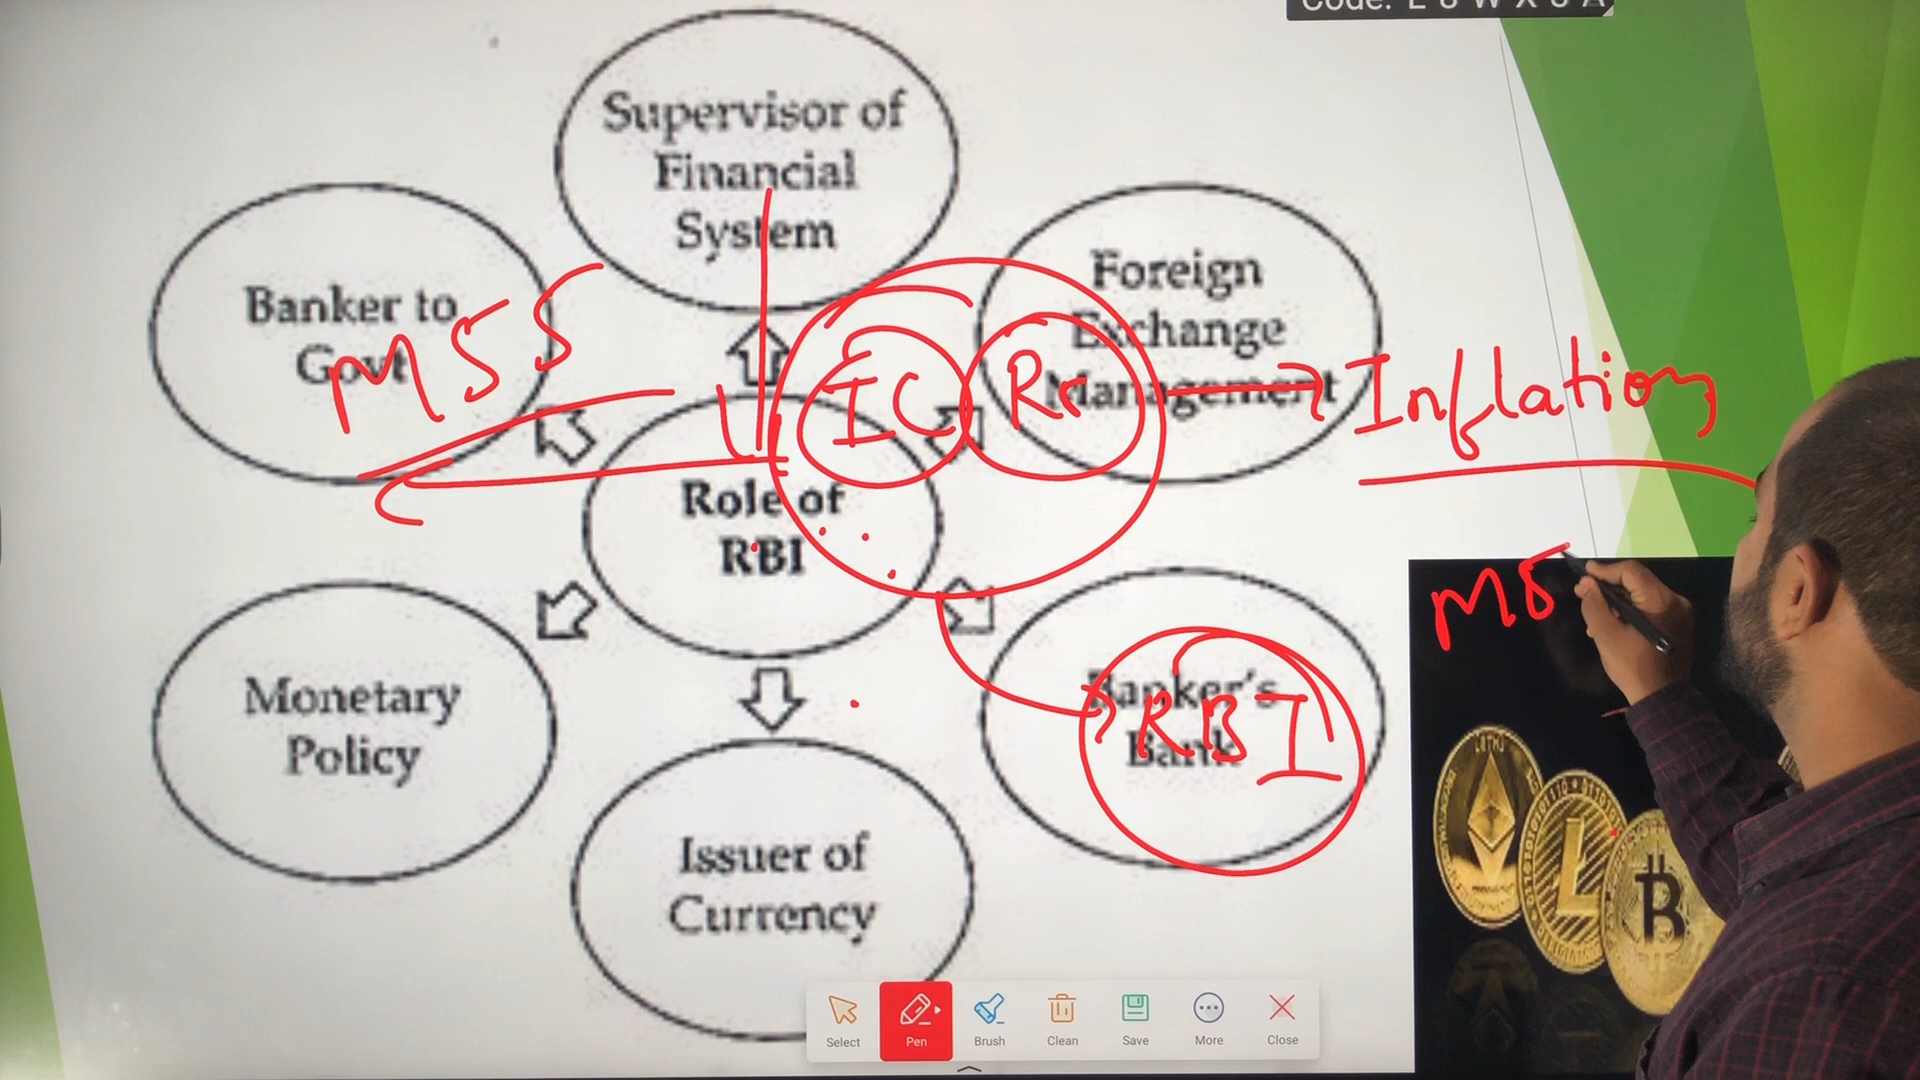 Supervisor of
Financial
System
Banker to
Govt
MSS
Foreign
Exchange
Management
IC
Rs
Inflation
Role of
RBI
Monetary
Policy
Banker's
Bank
RBI
Issuer of
Currency
Select
Pen
Brush
Clean
Save
More
Close